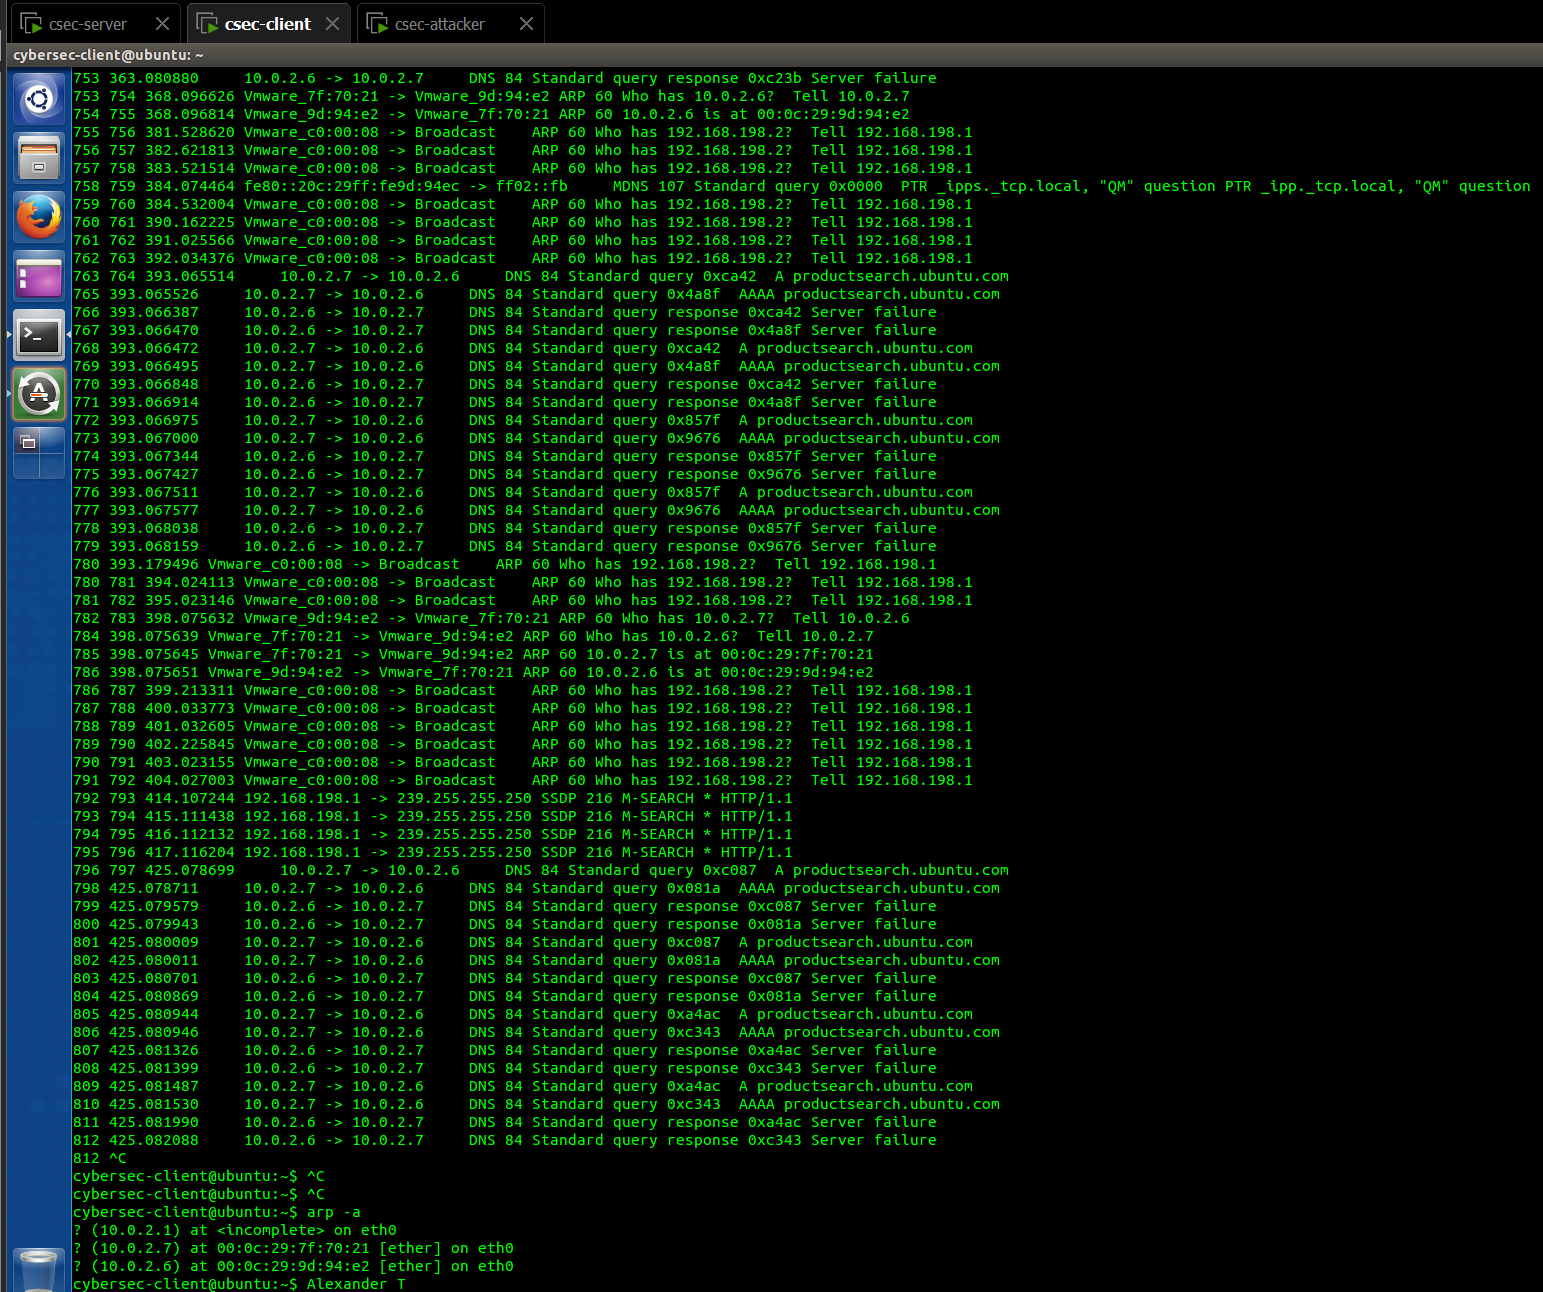 csec-server
csec-client
csec-attacker
cybersec-client@ubuntu: ~
753 363.080880     10.0.2.6 -> 10.0.2.7     DNS 84 Standard query response 0xc23b Server failure
753 754 368.096626 Vmware_7f:70:21 -> Vmware_9d:94:e2 ARP 60 Who has 10.0.2.6?  Tell 10.0.2.7
754 755 368.096814 Vmware_9d:94:e2 -> Vmware_7f:70:21 ARP 60 10.0.2.6 is at 00:0c:29:9d:94:e2
755 756 381.528620 Vmware_c0:00:08 -> Broadcast    ARP 60 Who has 192.168.198.2?  Tell 192.168.198.1
756 757 382.621813 Vmware_c0:00:08 -> Broadcast    ARP 60 Who has 192.168.198.2?  Tell 192.168.198.1
757 758 383.521514 Vmware_c0:00:08 -> Broadcast    ARP 60 Who has 192.168.198.2?  Tell 192.168.198.1
758 759 384.074464 fe80::20c:29ff:fe9d:94ec -> ff02::fb     MDNS 107 Standard query 0x0000  PTR _ipps._tcp.local, "QM" question PTR _ipp._tcp.local, "QM" question
759 760 384.532004 Vmware_c0:00:08 -> Broadcast    ARP 60 Who has 192.168.198.2?  Tell 192.168.198.1
760 761 390.162225 Vmware_c0:00:08 -> Broadcast    ARP 60 Who has 192.168.198.2?  Tell 192.168.198.1
761 762 391.025566 Vmware_c0:00:08 -> Broadcast    ARP 60 Who has 192.168.198.2?  Tell 192.168.198.1
762 763 392.034376 Vmware_c0:00:08 -> Broadcast    ARP 60 Who has 192.168.198.2?  Tell 192.168.198.1
763 764 393.065514     10.0.2.7 -> 10.0.2.6     DNS 84 Standard query 0xca42  A productsearch.ubuntu.com
765 393.065526     10.0.2.7 -> 10.0.2.6     DNS 84 Standard query 0x4a8f  AAAA productsearch.ubuntu.com
766 393.066387     10.0.2.6 -> 10.0.2.7     DNS 84 Standard query response 0xca42 Server failure
767 393.066470     10.0.2.6 -> 10.0.2.7     DNS 84 Standard query response 0x4a8f Server failure
768 393.066472     10.0.2.7 -> 10.0.2.6     DNS 84 Standard query 0xca42  A productsearch.ubuntu.com
769 393.066495     10.0.2.7 -> 10.0.2.6     DNS 84 Standard query 0x4a8f  AAAA productsearch.ubuntu.com
770 393.066848     10.0.2.6 -> 10.0.2.7     DNS 84 Standard query response 0xca42 Server failure
771 393.066914     10.0.2.6 -> 10.0.2.7     DNS 84 Standard query response 0x4a8f Server failure
772 393.066975     10.0.2.7 -> 10.0.2.6     DNS 84 Standard query 0x857f  A productsearch.ubuntu.com
773 393.067000     10.0.2.7 -> 10.0.2.6     DNS 84 Standard query 0x9676  AAAA productsearch.ubuntu.com
774 393.067344     10.0.2.6 -> 10.0.2.7     DNS 84 Standard query response 0x857f Server failure
775 393.067427     10.0.2.6 -> 10.0.2.7     DNS 84 Standard query response 0x9676 Server failure
776 393.067511     10.0.2.7 -> 10.0.2.6     DNS 84 Standard query 0x857f  A productsearch.ubuntu.com
777 393.067577     10.0.2.7 -> 10.0.2.6     DNS 84 Standard query 0x9676  AAAA productsearch.ubuntu.com
778 393.068038     10.0.2.6 -> 10.0.2.7     DNS 84 Standard query response 0x857f Server failure
779 393.068159     10.0.2.6 -> 10.0.2.7     DNS 84 Standard query response 0x9676 Server failure
780 393.179496 Vmware_c0:00:08 -> Broadcast    ARP 60 Who has 192.168.198.2?  Tell 192.168.198.1
780 781 394.024113 Vmware_c0:00:08 -> Broadcast    ARP 60 Who has 192.168.198.2?  Tell 192.168.198.1
781 782 395.023146 Vmware_c0:00:08 -> Broadcast    ARP 60 Who has 192.168.198.2?  Tell 192.168.198.1
782 783 398.075632 Vmware_9d:94:e2 -> Vmware_7f:70:21 ARP 60 Who has 10.0.2.7?  Tell 10.0.2.6
784 398.075639 Vmware_7f:70:21 -> Vmware_9d:94:e2 ARP 60 Who has 10.0.2.6?  Tell 10.0.2.7
785 398.075645 Vmware_7f:70:21 -> Vmware_9d:94:e2 ARP 60 10.0.2.7 is at 00:0c:29:7f:70:21
786 398.075651 Vmware_9d:94:e2 -> Vmware_7f:70:21 ARP 60 10.0.2.6 is at 00:0c:29:9d:94:e2
786 787 399.213311 Vmware_c0:00:08 -> Broadcast    ARP 60 Who has 192.168.198.2?  Tell 192.168.198.1
787 788 400.033773 Vmware_c0:00:08 -> Broadcast    ARP 60 Who has 192.168.198.2?  Tell 192.168.198.1
788 789 401.032605 Vmware_c0:00:08 -> Broadcast    ARP 60 Who has 192.168.198.2?  Tell 192.168.198.1
789 790 402.225845 Vmware_c0:00:08 -> Broadcast    ARP 60 Who has 192.168.198.2?  Tell 192.168.198.1
790 791 403.023155 Vmware_c0:00:08 -> Broadcast    ARP 60 Who has 192.168.198.2?  Tell 192.168.198.1
791 792 404.027003 Vmware_c0:00:08 -> Broadcast    ARP 60 Who has 192.168.198.2?  Tell 192.168.198.1
792 793 414.107244 192.168.198.1 -> 239.255.255.250 SSDP 216 M-SEARCH * HTTP/1.1
793 794 415.111438 192.168.198.1 -> 239.255.255.250 SSDP 216 M-SEARCH * HTTP/1.1
794 795 416.112132 192.168.198.1 -> 239.255.255.250 SSDP 216 M-SEARCH * HTTP/1.1
795 796 417.116204 192.168.198.1 -> 239.255.255.250 SSDP 216 M-SEARCH * HTTP/1.1
796 797 425.078699     10.0.2.7 -> 10.0.2.6     DNS 84 Standard query 0xc087  A productsearch.ubuntu.com
798 425.078711     10.0.2.7 -> 10.0.2.6     DNS 84 Standard query 0x081a  AAAA productsearch.ubuntu.com
799 425.079579     10.0.2.6 -> 10.0.2.7     DNS 84 Standard query response 0xc087 Server failure
800 425.079943     10.0.2.6 -> 10.0.2.7     DNS 84 Standard query response 0x081a Server failure
801 425.080009     10.0.2.7 -> 10.0.2.6     DNS 84 Standard query 0xc087  A productsearch.ubuntu.com
802 425.080011     10.0.2.7 -> 10.0.2.6     DNS 84 Standard query 0x081a  AAAA productsearch.ubuntu.com
803 425.080701     10.0.2.6 -> 10.0.2.7     DNS 84 Standard query response 0xc087 Server failure
804 425.080869     10.0.2.6 -> 10.0.2.7     DNS 84 Standard query response 0x081a Server failure
805 425.080944     10.0.2.7 -> 10.0.2.6     DNS 84 Standard query 0xa4ac  A productsearch.ubuntu.com
806 425.080946     10.0.2.7 -> 10.0.2.6     DNS 84 Standard query 0xc343  AAAA productsearch.ubuntu.com
807 425.081326     10.0.2.6 -> 10.0.2.7     DNS 84 Standard query response 0xa4ac Server failure
808 425.081399     10.0.2.6 -> 10.0.2.7     DNS 84 Standard query response 0xc343 Server failure
809 425.081487     10.0.2.7 -> 10.0.2.6     DNS 84 Standard query 0xa4ac  A productsearch.ubuntu.com
810 425.081530     10.0.2.7 -> 10.0.2.6     DNS 84 Standard query 0xc343  AAAA productsearch.ubuntu.com
811 425.081990     10.0.2.6 -> 10.0.2.7     DNS 84 Standard query response 0xa4ac Server failure
812 425.082088     10.0.2.6 -> 10.0.2.7     DNS 84 Standard query response 0xc343 Server failure
812 ^C
cybersec-client@ubuntu:~$ ^C
cybersec-client@ubuntu:~$ ^C
cybersec-client@ubuntu:~$ arp -a
? (10.0.2.1) at <incomplete> on eth0
? (10.0.2.7) at 00:0c:29:7f:70:21 [ether] on eth0
? (10.0.2.6) at 00:0c:29:9d:94:e2 [ether] on eth0
cybersec-client@ubuntu:~$ Alexander T